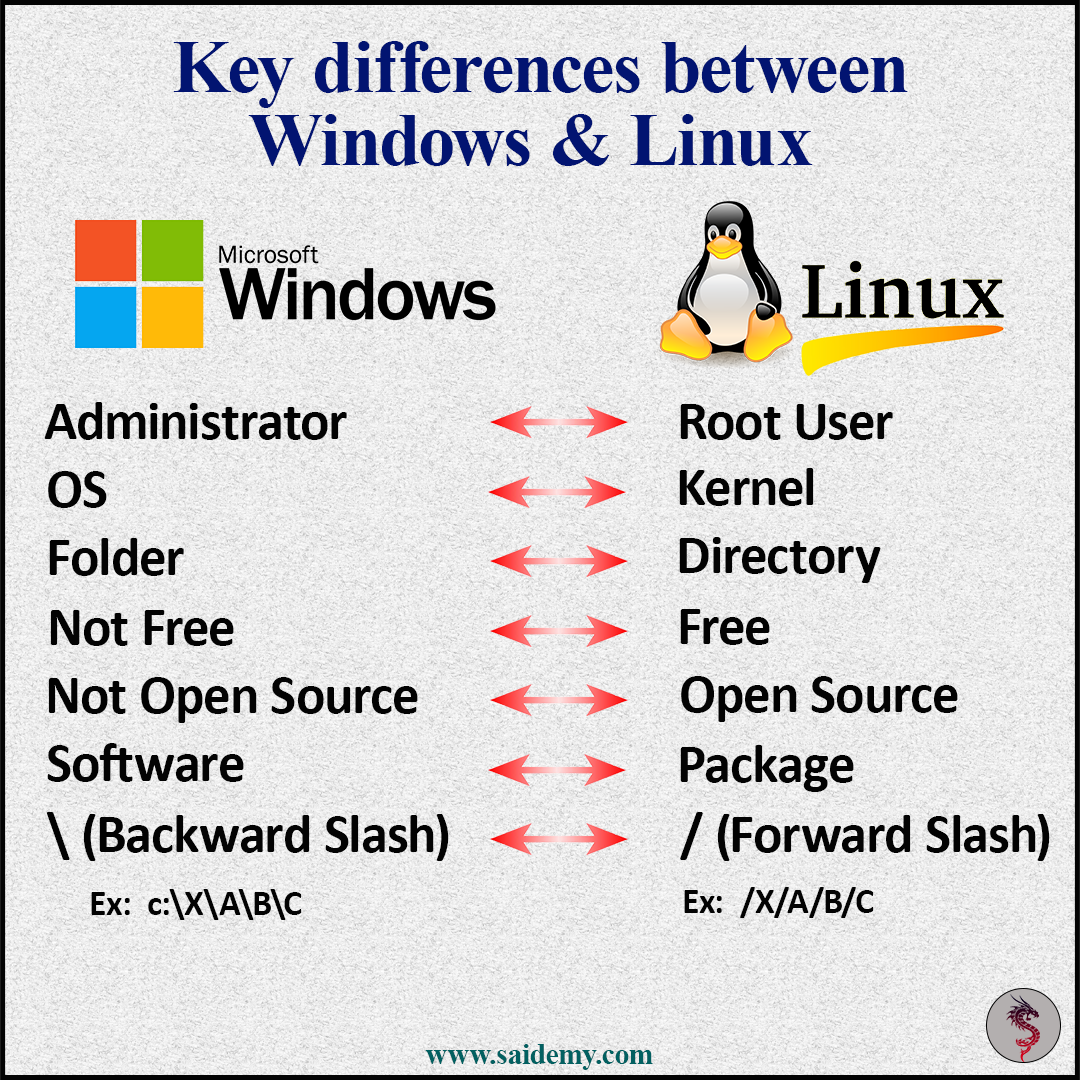 Key differences between
Windows & Linux
Microsoft
Windows
Linux
Administrator Root User
OS Kernel
Folder Directory
Not Free Free
Not Open Source Open Source
Software Package
\ (Backward Slash) / (Forward Slash)
Ex: c:\X\A\B\C Ex: /X/A/B/C
www.saidemy.com